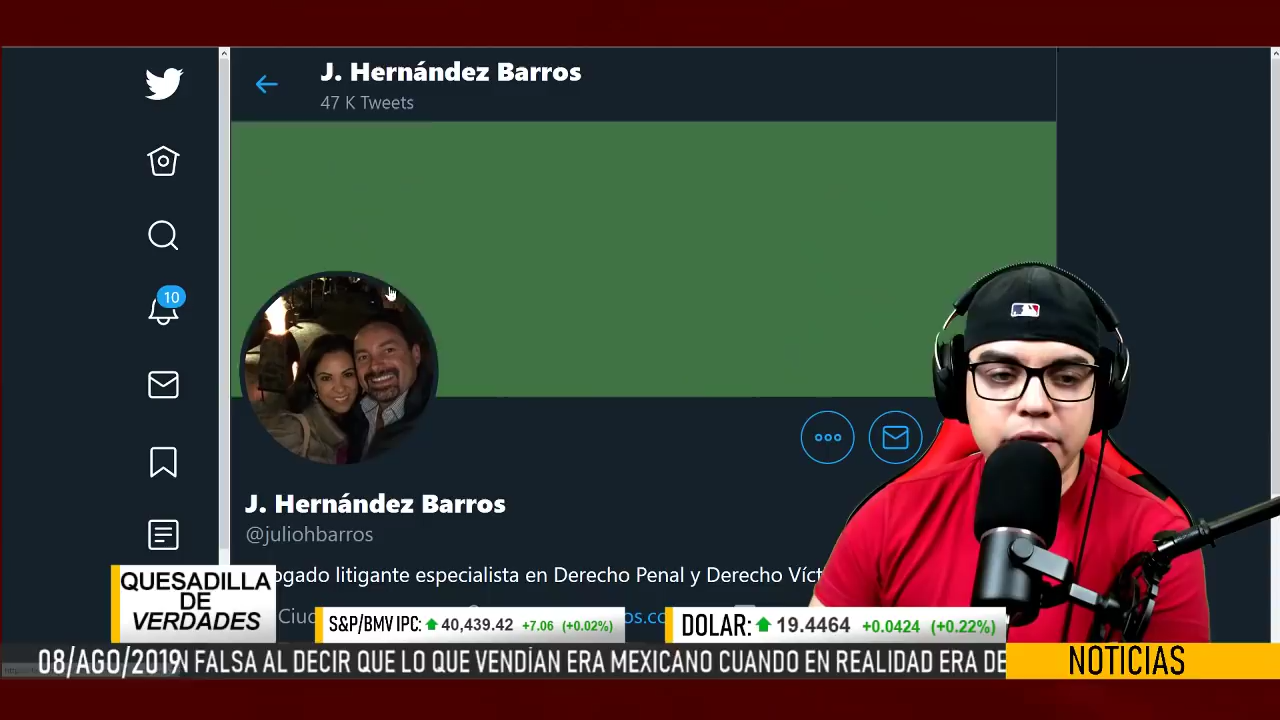 J. Hernández Barros
47 K Tweets
10
J. Hernández Barros
@juliohbarros
litigante especialista en Derecho Penal y Derecho
QUESADILLA
DE
VERDADES
S&P/BMV IPC: 40,439.42 +7.06 (+0.02%)
DOLAR: 19.4464 +0.0424 (+0.22%)
08/AGO/2019 FALSA AL DECIR QUE LO QUE VENDÍAN ERA MEXICANO CUANDO EN REALIDAD ERA DE
NOTICIAS